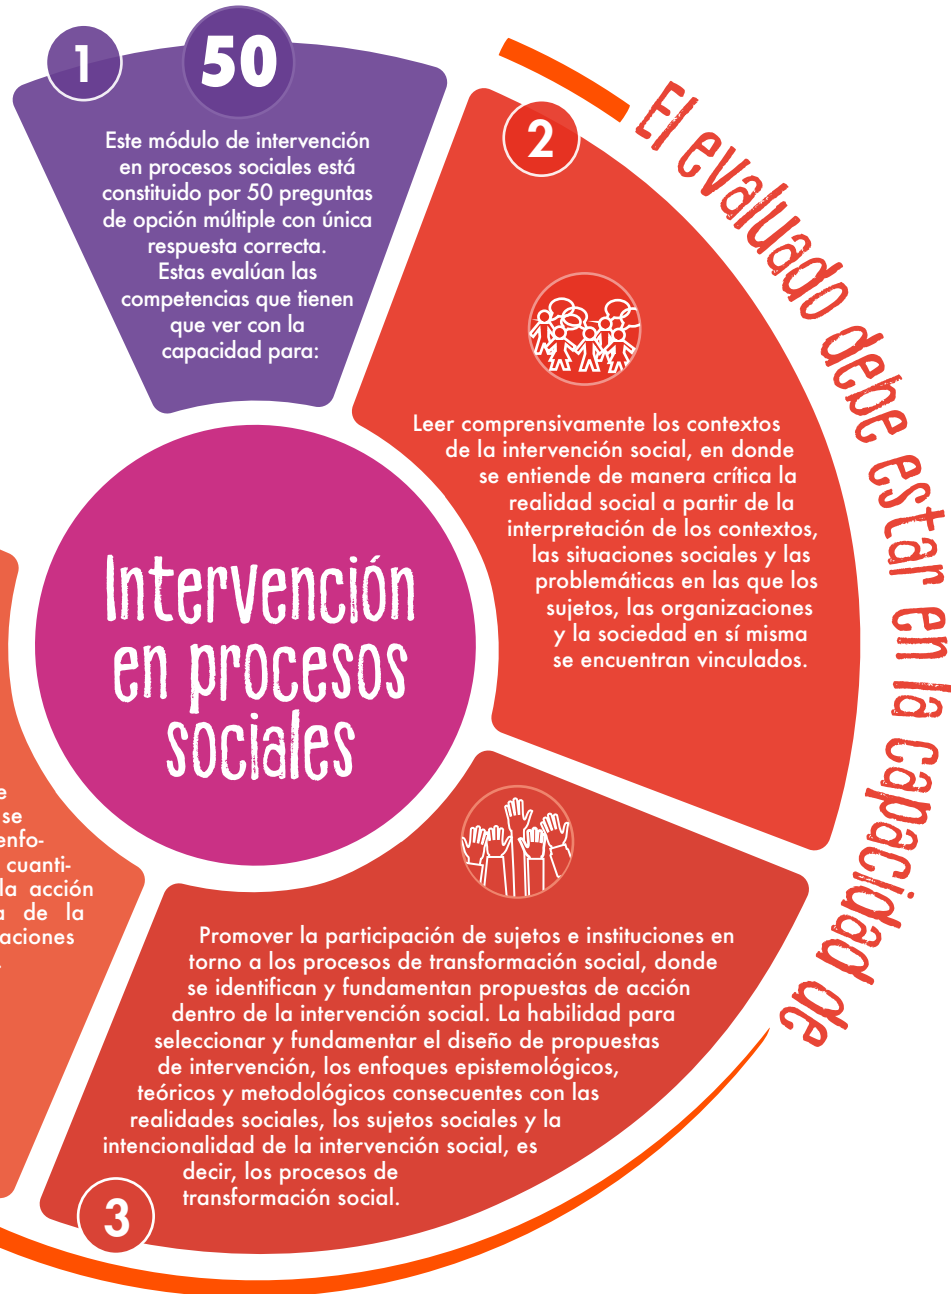 1
50
Este módulo de intervención
en procesos sociales está
constituido por 50 preguntas
de opción múltiple con única
respuesta correcta.
Estas evalúan las
competencias que tienen
que ver con la
capacidad para:
El evaluado debe estar en la capacidad de
2
Leer comprensivamente los contextos
de la intervención social, en donde
se entiende de manera crítica la
realidad social a partir de la
interpretación de los contextos,
las situaciones sociales y las
problemáticas en las que los
sujetos, las organizaciones
y la sociedad en sí misma
se encuentran vinculados.
Intervención
en procesos
sociales
3
Promover la participación de sujetos e instituciones en
torno a los procesos de transformación social, donde
se identifican y fundamentan propuestas de acción
dentro de la intervención social. La habilidad para
seleccionar y fundamentar el diseño de propuestas
de intervención, los enfoques epistemológicos,
teóricos y metodológicos consecuentes con las
realidades sociales, los sujetos sociales y la
intencionalidad de la intervención social, es
decir, los procesos de
transformación social.
se
enfo-
cuanti-
la acción
de la